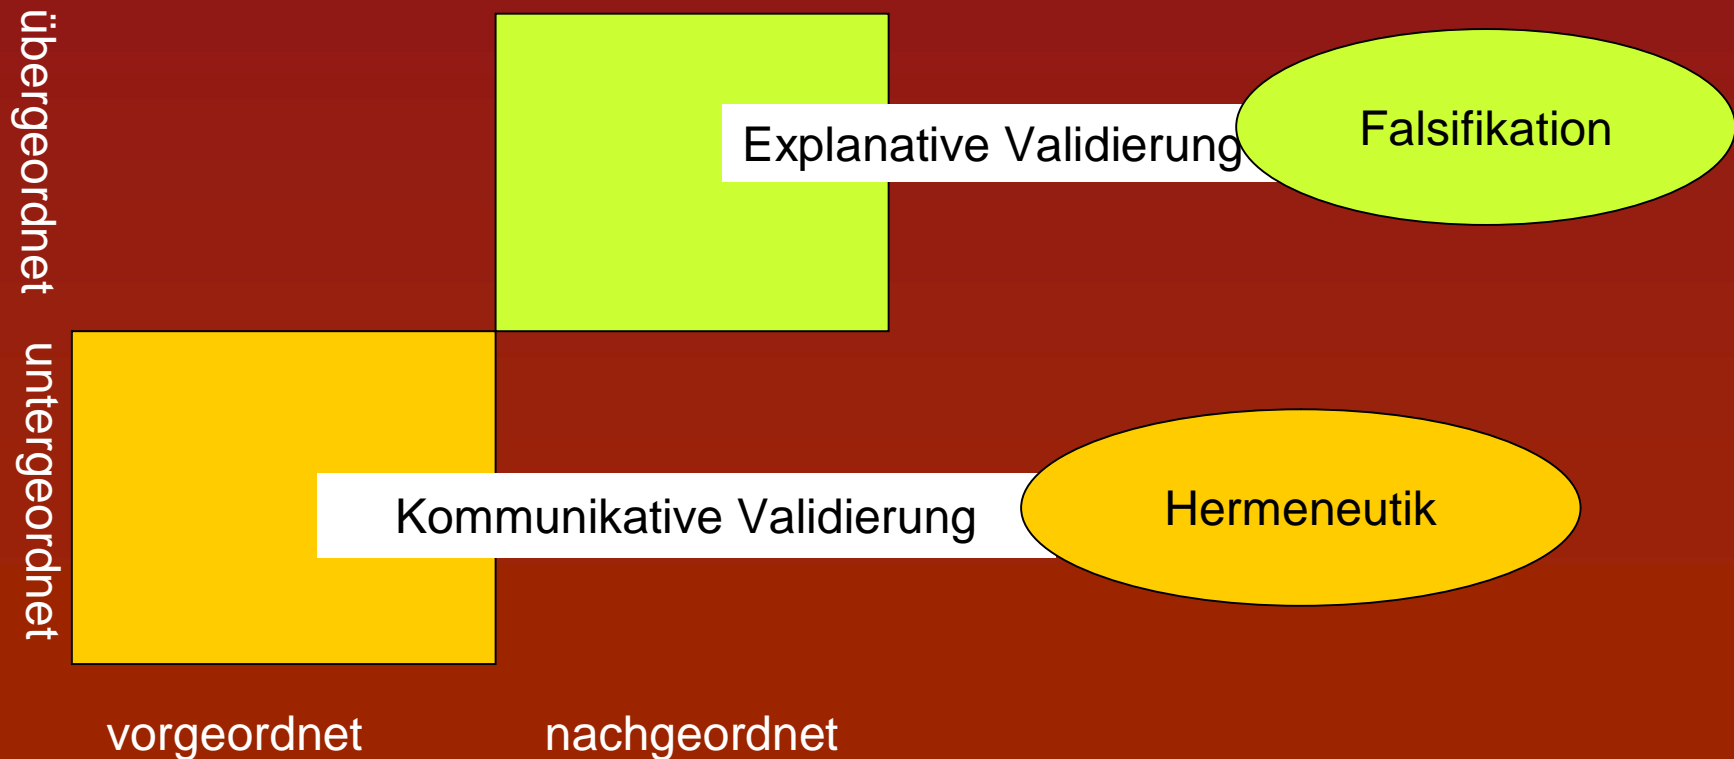 übergeordnet
Explanative Validierung
Falsifikation
untergeordnet
Kommunikative Validierung
Hermeneutik
vorgeordnet
nachgeordnet